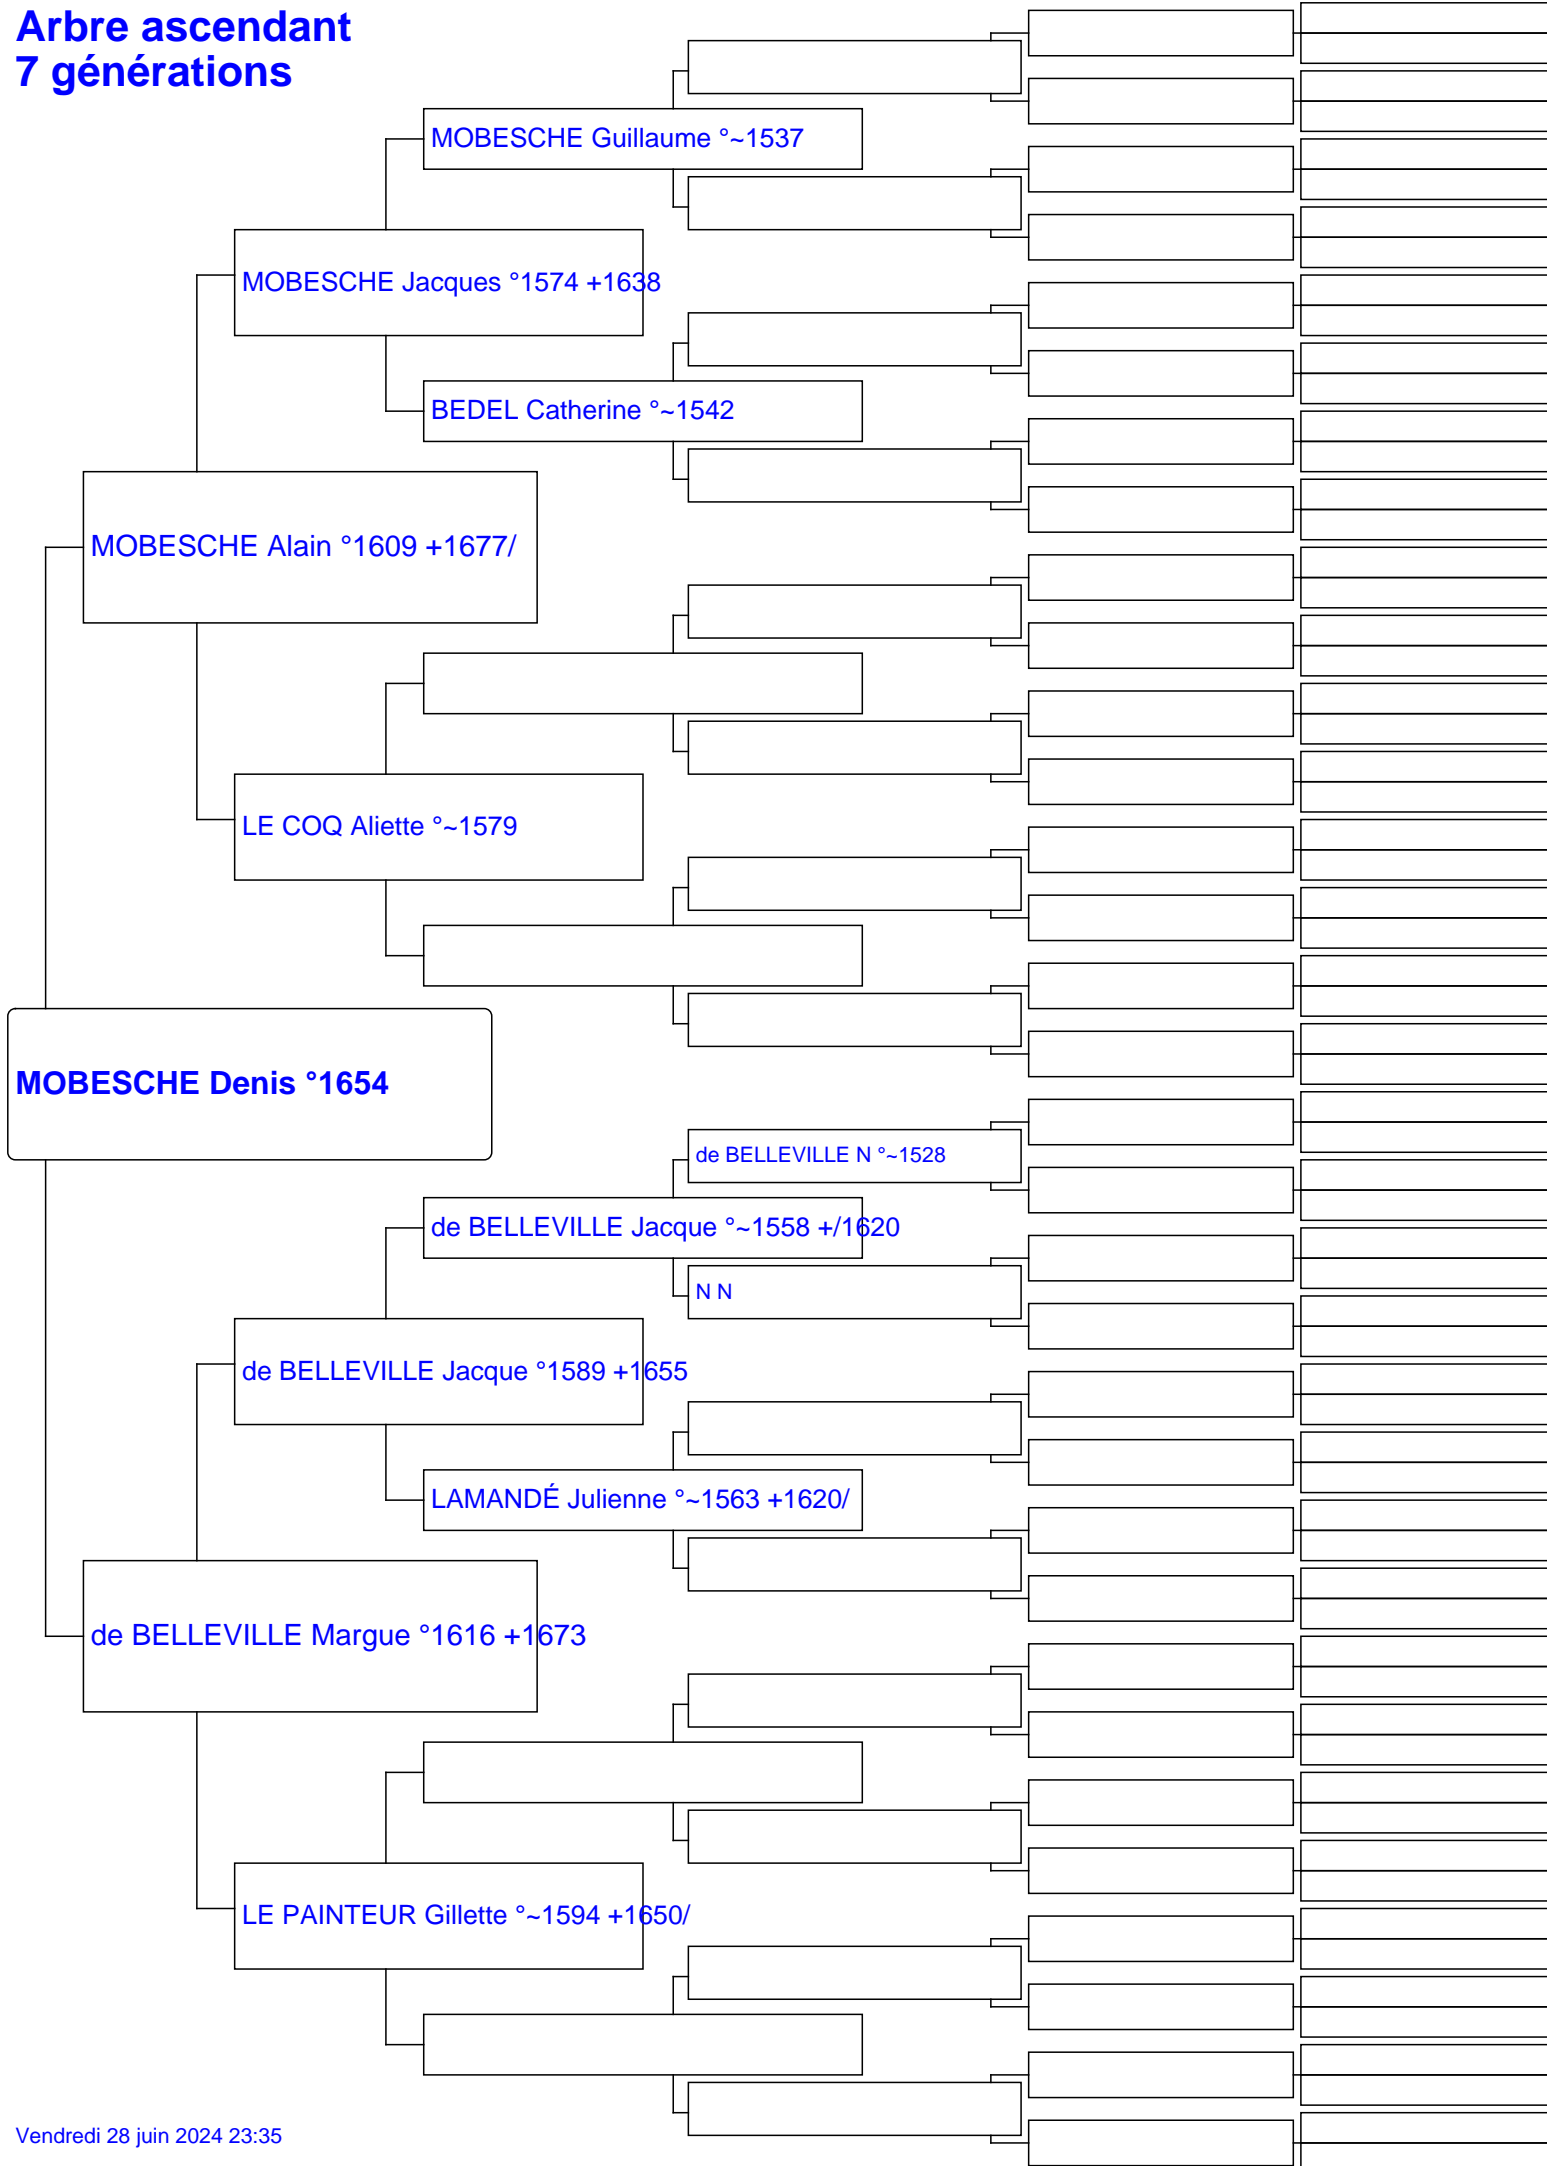 Arbre ascendant
7 générations
MOBESCHE Guillaume °~1537
MOBESCHE Jacques °1574 +1638
BEDEL Catherine °~1542
MOBESCHE Alain °1609 +1677/
LE COQ Aliette °~1579
MOBESCHE Denis °1654
de BELLEVILLE N °~1528
de BELLEVILLE Jacque °~1558 +/1620
N N
de BELLEVILLE Jacque °1589 +1655
LAMANDÉ Julienne °~1563 +1620/
de BELLEVILLE Margue °1616 +1673
LE PAINTEUR Gillette °~1594 +1650/
Vendredi 28 juin 2024 23:35